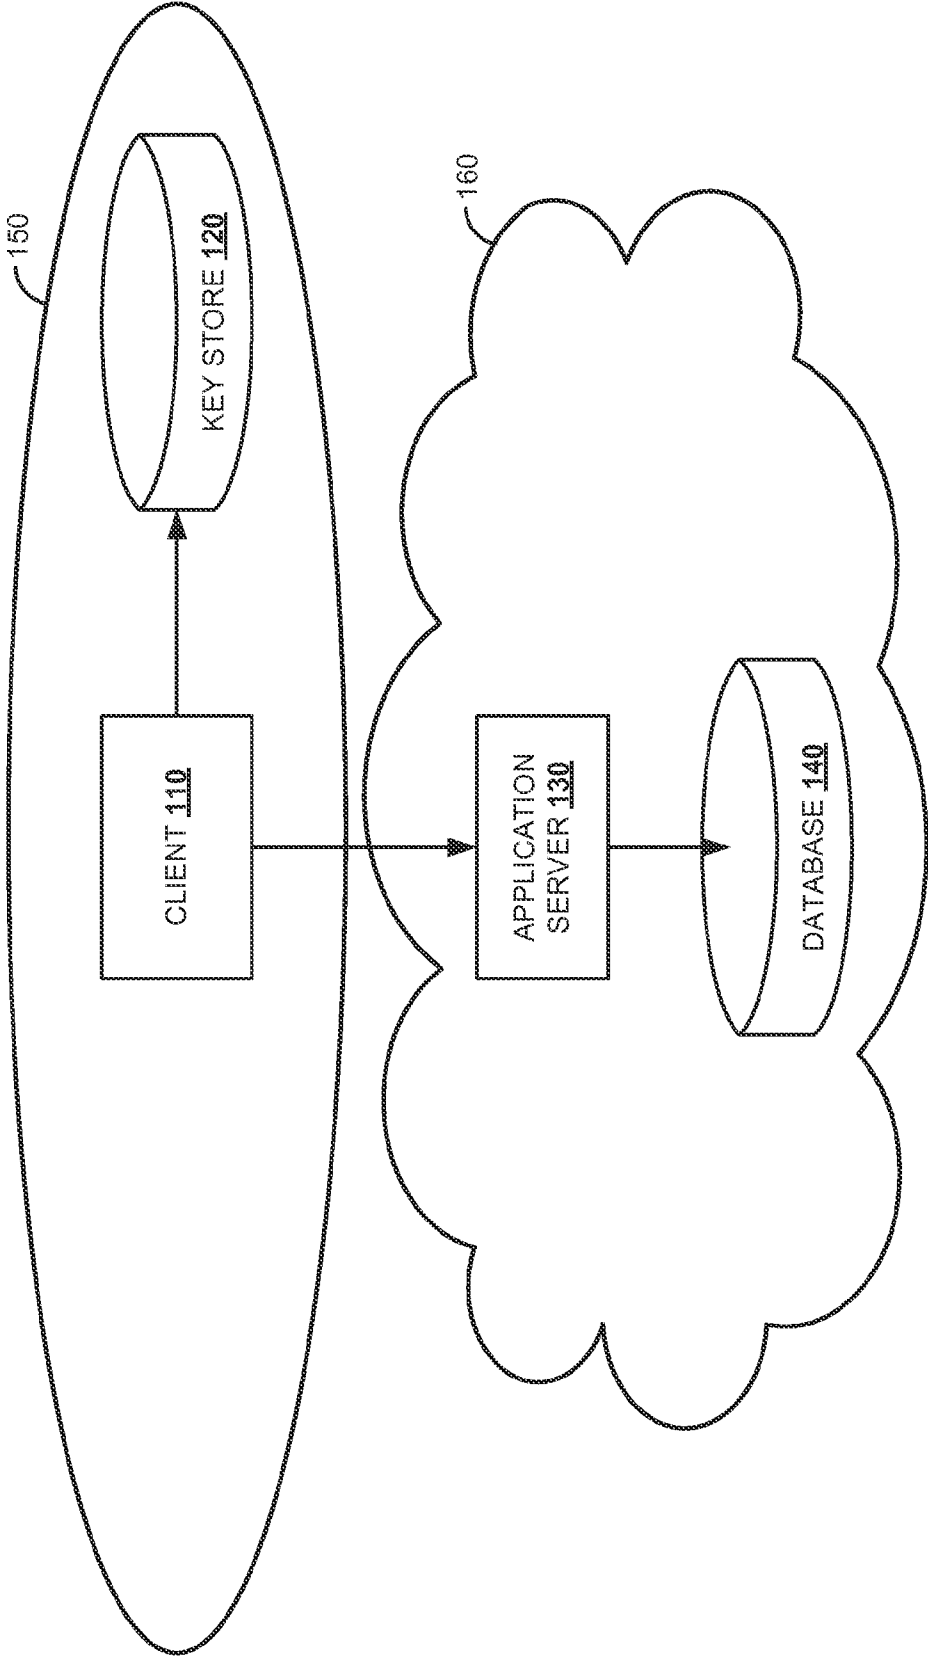 150
KEY STORE 120
CLIENT 110
160
APPLICATION
SERVER 130
DATABASE 140